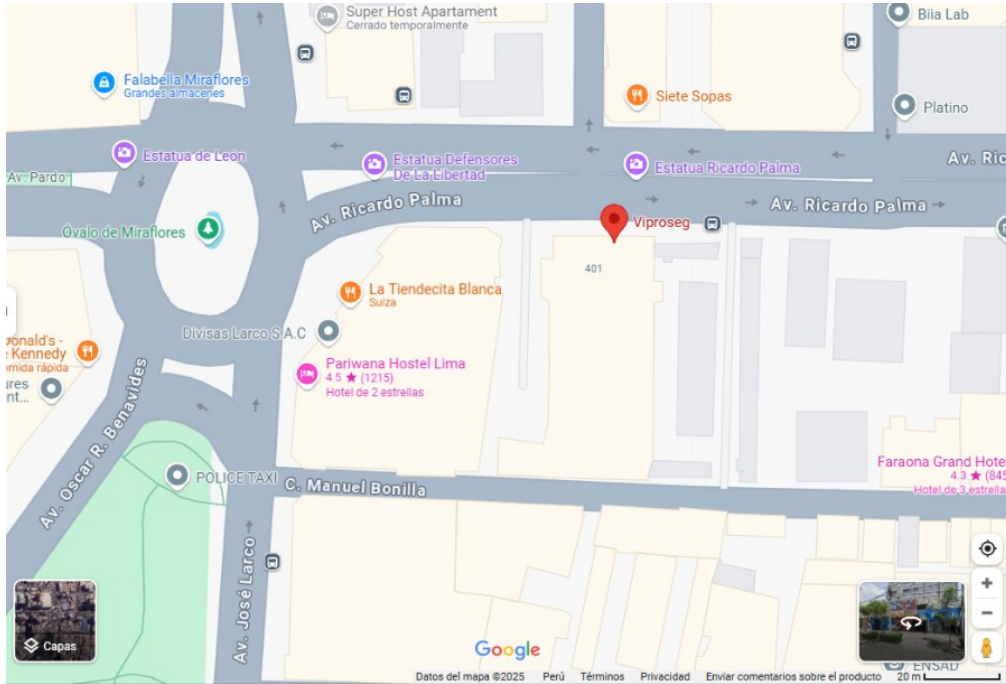 Super Host Apartament
Cerrado temporalmente
Biia Lab
Falabella Miraflores
Grandes almacenes
Siete Sopas
Platino
Estatua de León
Estatua Defensores
De La Libertad
Estatua Ricardo Palma
Av. Ric
Av. Pardo
Av. Ricardo Palma
Av. Ricardo Palma
Óvalo de Miraflores
Viproseg
401
La Tiendecita Blanca
Suiza
Divisas Larco S.A.C
onald's -
Kennedy
omida rápida
Pariwana Hostel Lima
4.5 ★ (1215)
Hotel de 2 estrellas
ures
nt...
Av. Oscar R. Benavides
POLICE TAXI
C. Manuel Bonilla
Faraona Grand Hote
4.3 ★ (845
Hotel de 3 estrella
Av. José Larco
Capas
Google
ENSAD
Datos del mapa ©2025 Perú Términos Privacidad Enviar comentarios sobre el producto 20 m